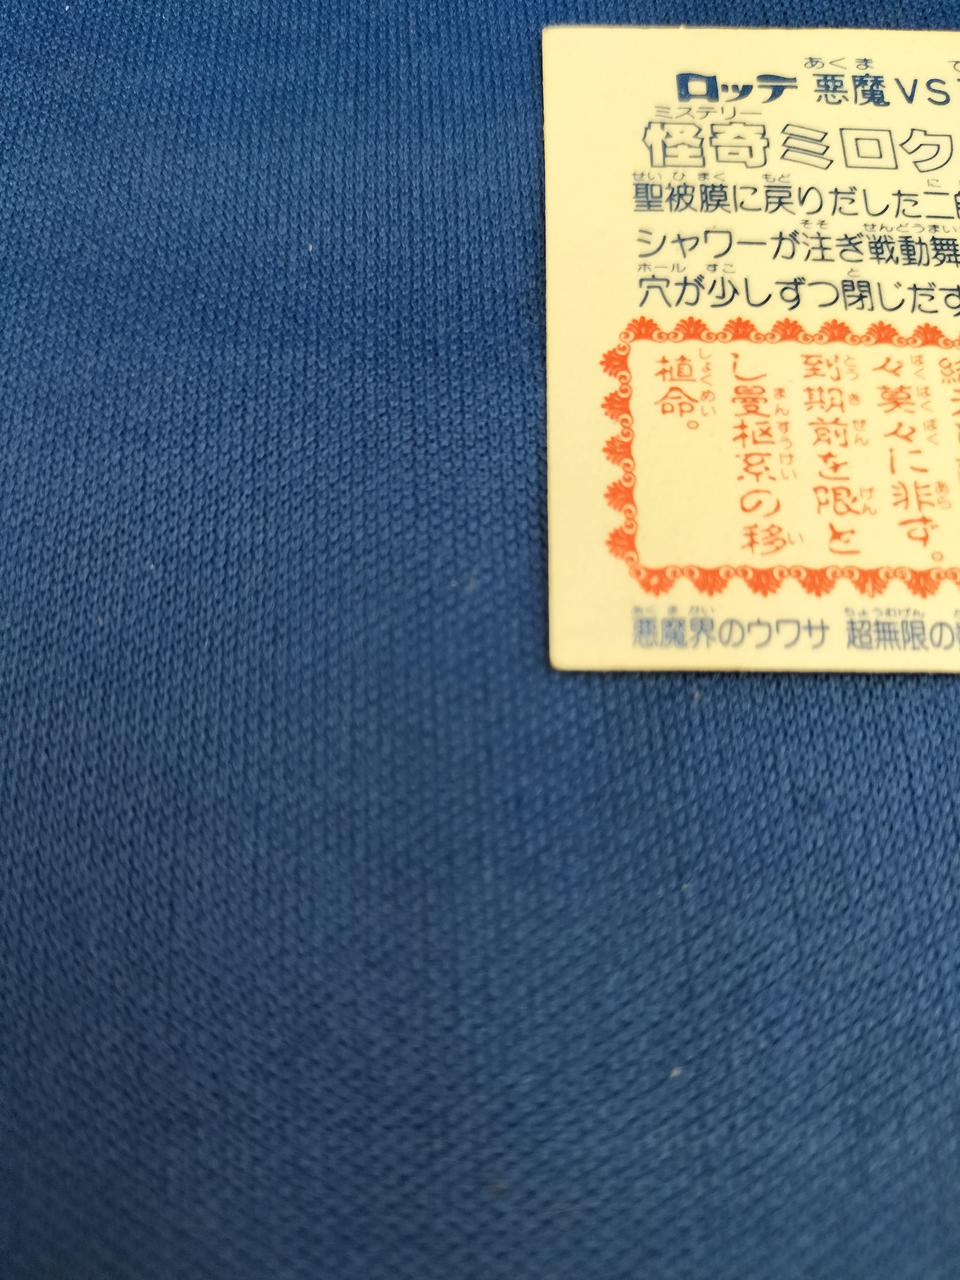 ロッテ 悪魔VS
怪奇ミロク
聖被膜に戻りだした二
シャワーが注ぎ戦動舞
穴が少しずつ閉じだす
々莫々に非ず。
到期前を限と
し曼枢系の移
植命。
悪魔界のウワサ 超無限の